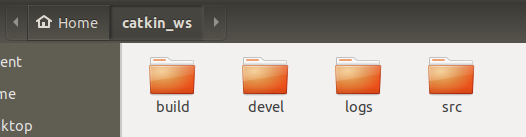 Home catkin_ws
ent
me
ktop
build devel logs src